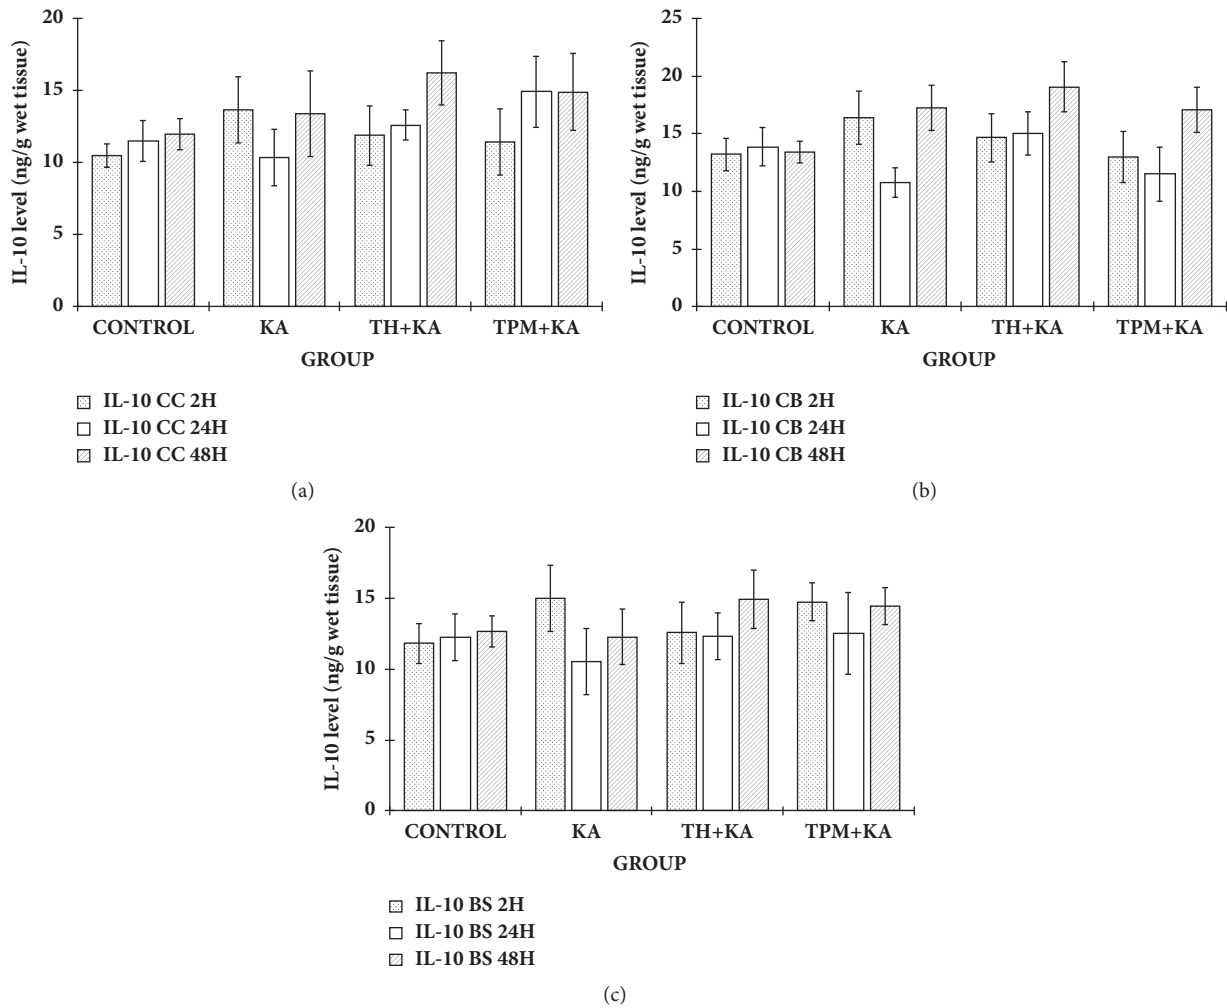 IL-10 level (ng/g wet tissue)
20
15
10
5
0
CONTROL KA TH+KA TPM+KA
GROUP
IL-10 CC 2H
IL-10 CC 24H
IL-10 CC 48H
(a)
IL-10 level (ng/g wet tissue)
25
20
15
10
5
0
CONTROL KA TH+KA TPM+KA
GROUP
IL-10 CB 2H
IL-10 CB 24H
IL-10 CB 48H
(b)
IL-10 level (ng/g wet tissue)
20
15
10
5
0
CONTROL KA TH+KA TPM+KA
GROUP
IL-10 BS 2H
IL-10 BS 24H
IL-10 BS 48H
(c)